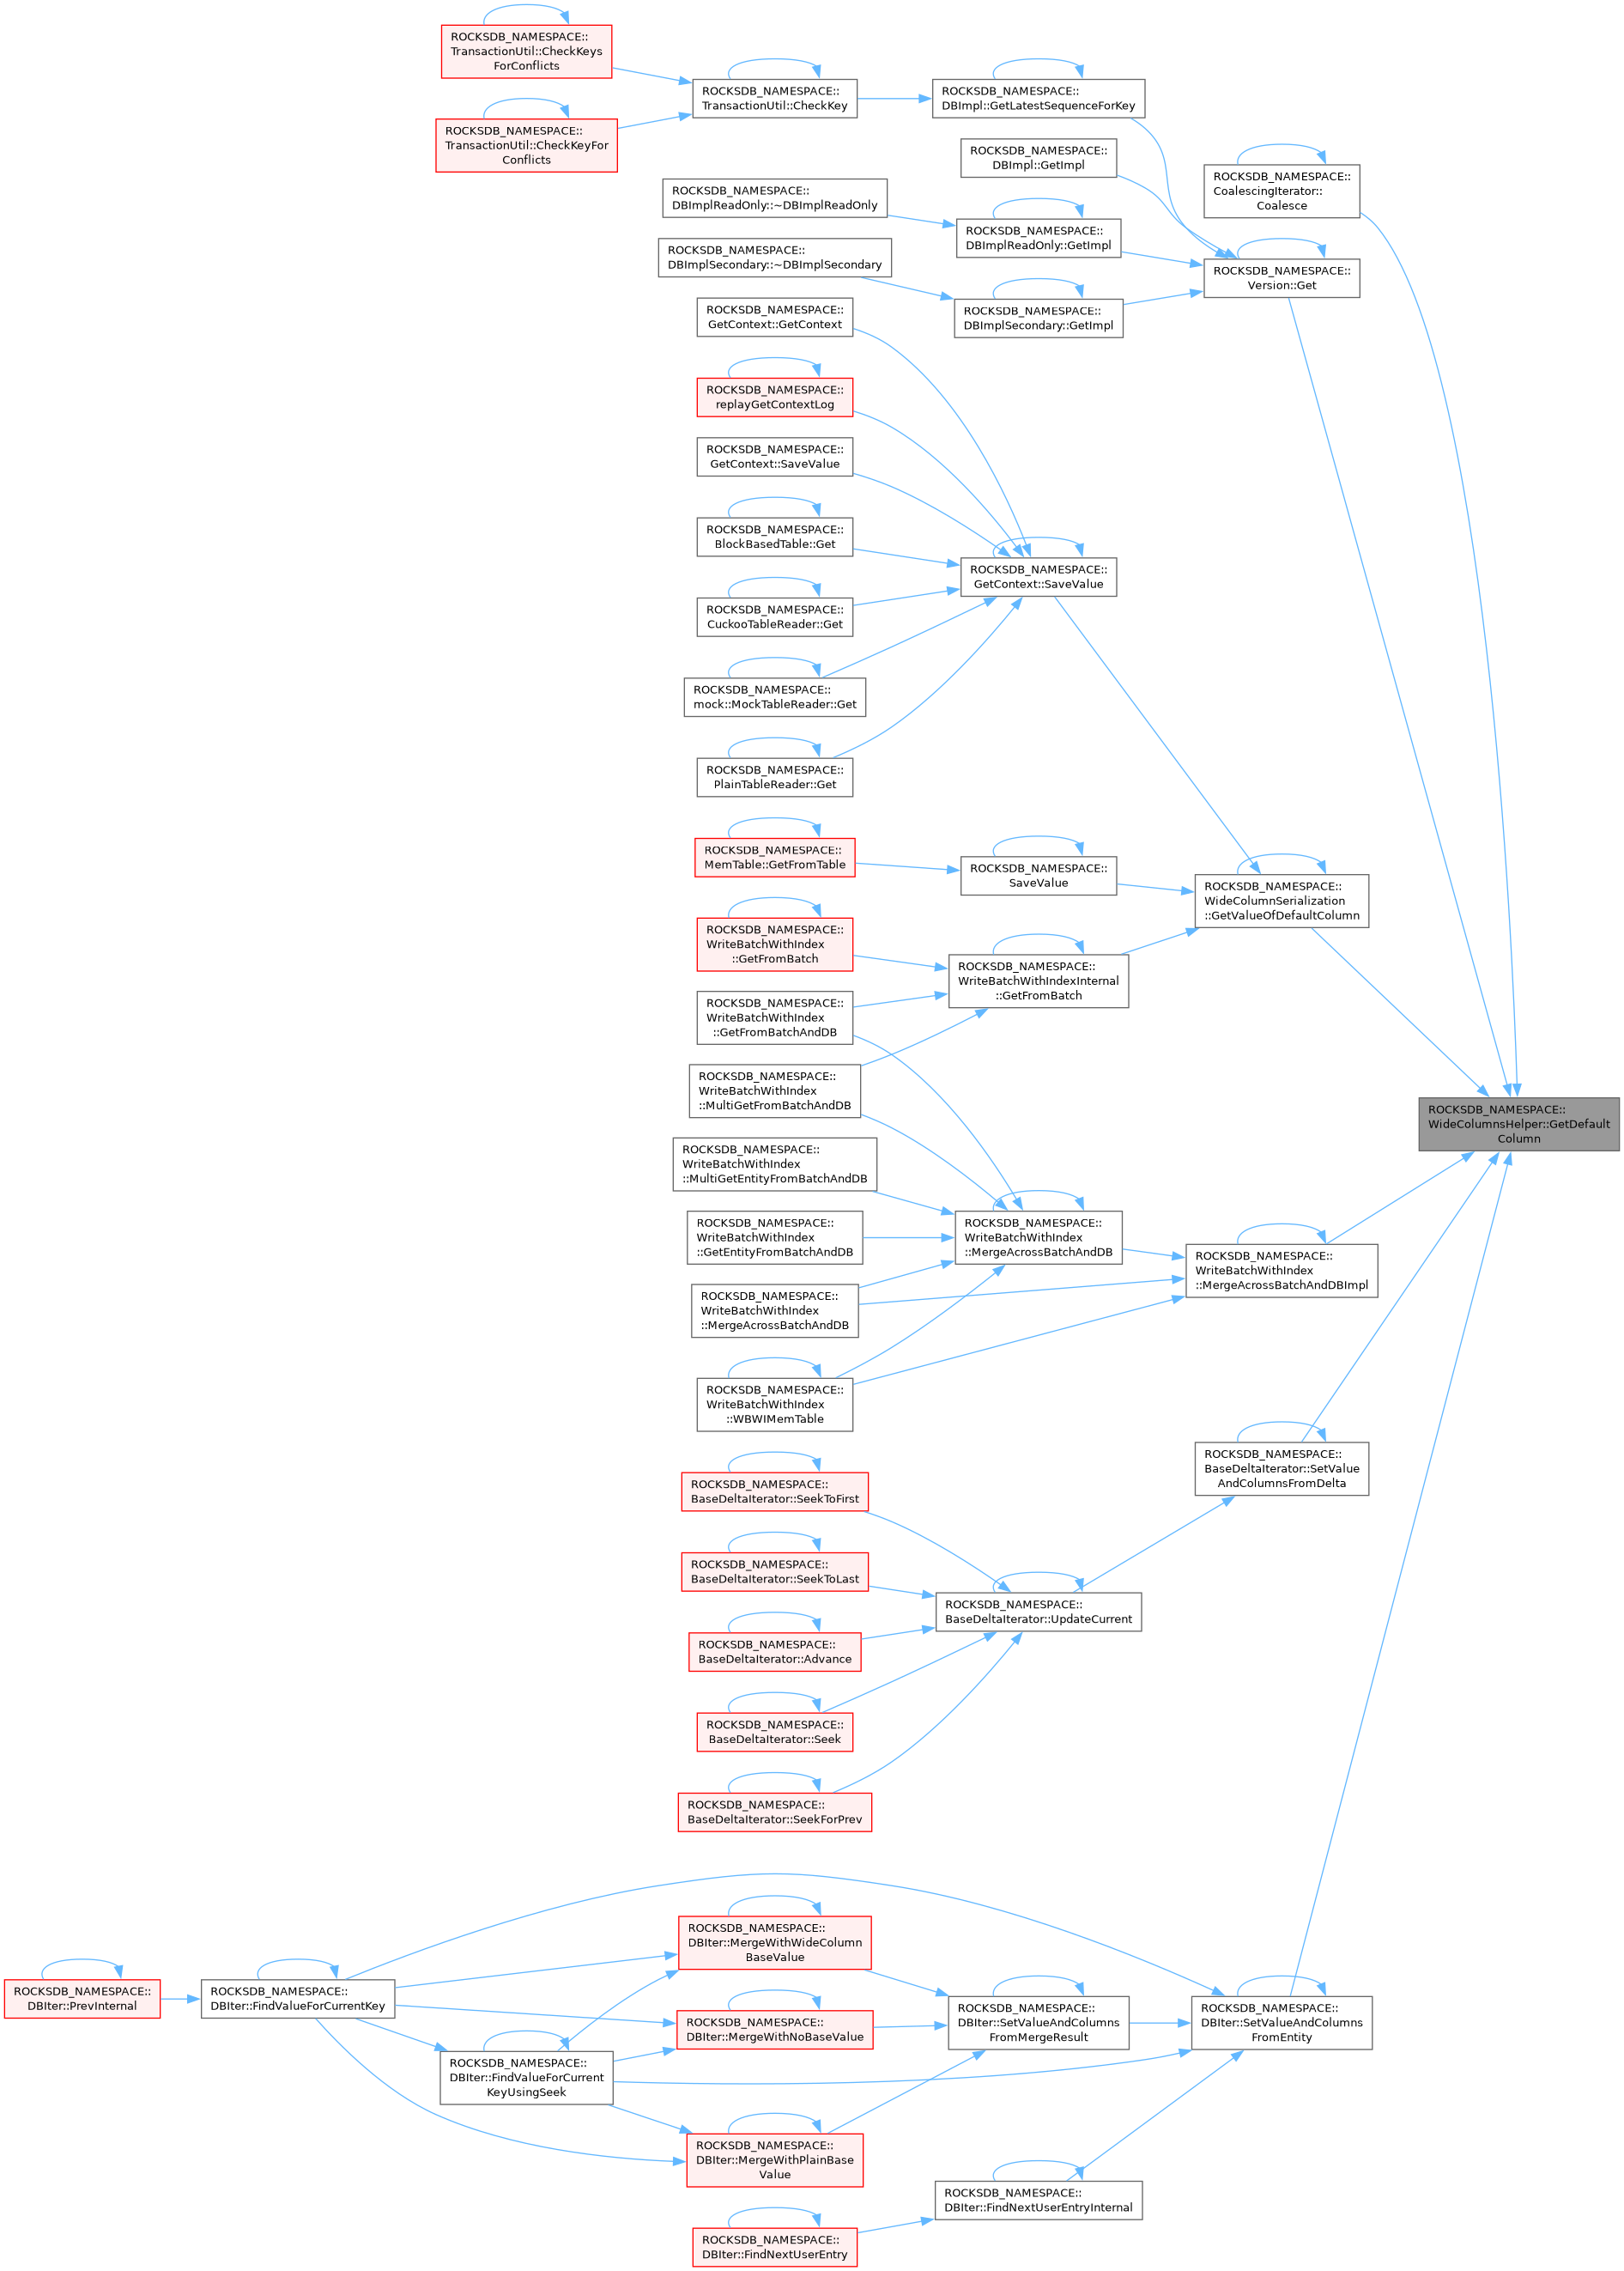 ROCKSDB_NAMESPACE::
TransactionUtil::CheckKeys
ForConflicts
ROCKSDB_NAMESPACE::
TransactionUtil::CheckKey
ROCKSDB_NAMESPACE::
DBImpl::GetLatestSequenceForKey
ROCKSDB_NAMESPACE::
TransactionUtil::CheckKeyFor
Conflicts
ROCKSDB_NAMESPACE::
DBImpl::GetImpl
ROCKSDB_NAMESPACE::
CoalescingIterator::
Coalesce
ROCKSDB_NAMESPACE::
DBImplReadOnly::~DBImplReadOnly
ROCKSDB_NAMESPACE::
DBImplReadOnly::GetImpl
ROCKSDB_NAMESPACE::
DBImplSecondary::~DBImplSecondary
ROCKSDB_NAMESPACE::
Version::Get
ROCKSDB_NAMESPACE::
DBImplSecondary::GetImpl
ROCKSDB_NAMESPACE::
GetContext::GetContext
ROCKSDB_NAMESPACE::
replayGetContextLog
ROCKSDB_NAMESPACE::
GetContext::SaveValue
ROCKSDB_NAMESPACE::
BlockBasedTable::Get
ROCKSDB_NAMESPACE::
GetContext::SaveValue
ROCKSDB_NAMESPACE::
CuckooTableReader::Get
ROCKSDB_NAMESPACE::
mock::MockTableReader::Get
ROCKSDB_NAMESPACE::
PlainTableReader::Get
ROCKSDB_NAMESPACE::
MemTable::GetFromTable
ROCKSDB_NAMESPACE::
SaveValue
ROCKSDB_NAMESPACE::
WideColumnSerialization
::GetValueOfDefaultColumn
ROCKSDB_NAMESPACE::
WriteBatchWithIndex
::GetFromBatch
ROCKSDB_NAMESPACE::
WriteBatchWithIndexInternal
::GetFromBatch
ROCKSDB_NAMESPACE::
WriteBatchWithIndex
::GetFromBatchAndDB
ROCKSDB_NAMESPACE::
WriteBatchWithIndex
::MultiGetFromBatchAndDB
ROCKSDB_NAMESPACE::
WideColumnsHelper::GetDefault
Column
ROCKSDB_NAMESPACE::
WriteBatchWithIndex
::MultiGetEntityFromBatchAndDB
ROCKSDB_NAMESPACE::
WriteBatchWithIndex
::GetEntityFromBatchAndDB
ROCKSDB_NAMESPACE::
WriteBatchWithIndex
::MergeAcrossBatchAndDB
ROCKSDB_NAMESPACE::
WriteBatchWithIndex
::MergeAcrossBatchAndDBImpl
ROCKSDB_NAMESPACE::
WriteBatchWithIndex
::MergeAcrossBatchAndDB
ROCKSDB_NAMESPACE::
WriteBatchWithIndex
::WBWIMemTable
ROCKSDB_NAMESPACE::
BaseDeltaIterator::SetValue
AndColumnsFromDelta
ROCKSDB_NAMESPACE::
BaseDeltaIterator::SeekToFirst
ROCKSDB_NAMESPACE::
BaseDeltaIterator::SeekToLast
ROCKSDB_NAMESPACE::
BaseDeltaIterator::UpdateCurrent
ROCKSDB_NAMESPACE::
BaseDeltaIterator::Advance
ROCKSDB_NAMESPACE::
BaseDeltaIterator::Seek
ROCKSDB_NAMESPACE::
BaseDeltaIterator::SeekForPrev
ROCKSDB_NAMESPACE::
DBIter::MergeWithWideColumn
BaseValue
ROCKSDB_NAMESPACE::
DBIter::PrevInternal
ROCKSDB_NAMESPACE::
DBIter::FindValueForCurrentKey
ROCKSDB_NAMESPACE::
DBIter::MergeWithNoBaseValue
ROCKSDB_NAMESPACE::
DBIter::SetValueAndColumns
FromMergeResult
ROCKSDB_NAMESPACE::
DBIter::SetValueAndColumns
FromEntity
ROCKSDB_NAMESPACE::
DBIter::FindValueForCurrent
KeyUsingSeek
ROCKSDB_NAMESPACE::
DBIter::MergeWithPlainBase
Value
ROCKSDB_NAMESPACE::
DBIter::FindNextUserEntryInternal
ROCKSDB_NAMESPACE::
DBIter::FindNextUserEntry